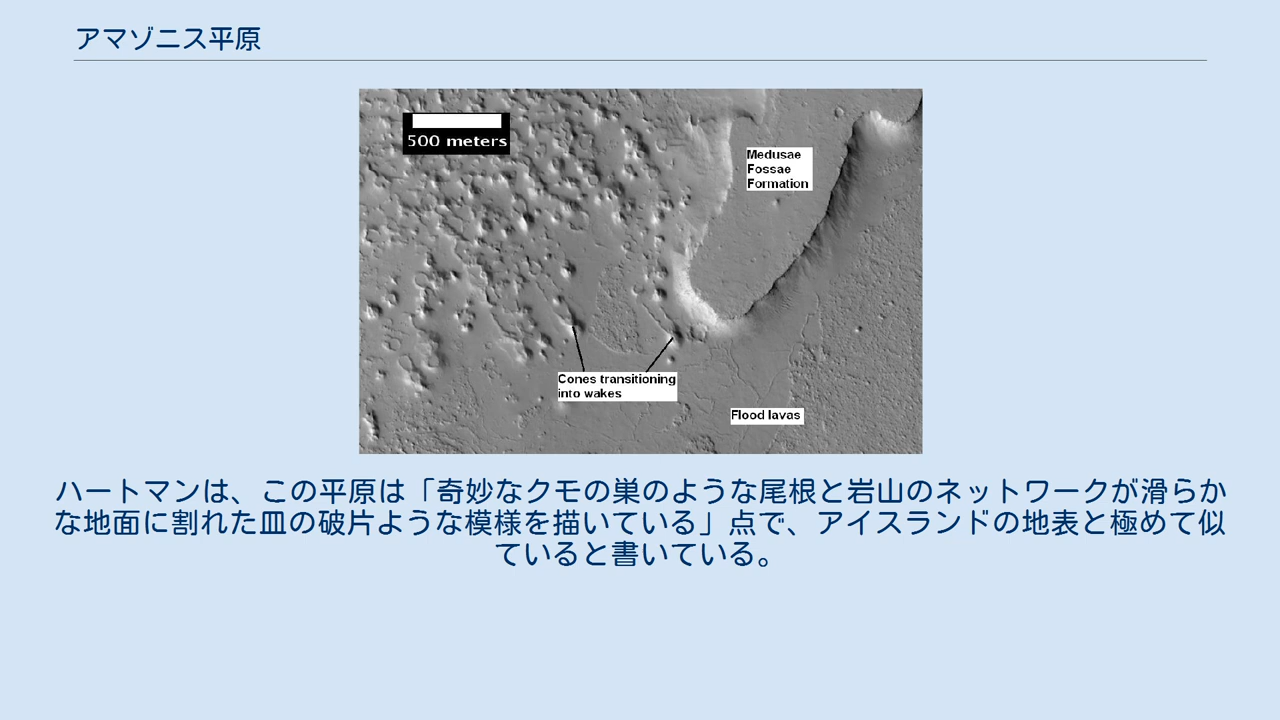 アマゾニス平原
500 meters
Medusae
Fossae
Formation
Cones transitioning
into wakes
Flood lavas
ハートマンは、この平原は「奇妙なクモの巣のような尾根と岩山のネットワークが滑らか
な地面に割れた皿の破片ような模様を描いている」点で、アイスランドの地表と極めて似
ていると書いている。